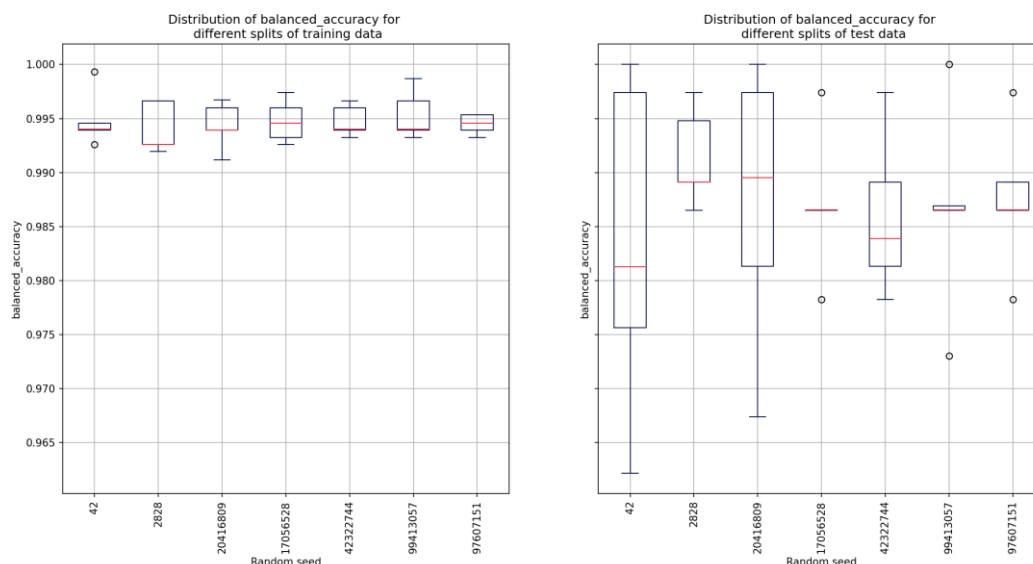 Distribution of balanced_accuracy for
different splits of training data
1.000
0.995
0.990
0.985
0.980
0.975
0.970
0.965
balanced_accuracy
42
2828
20416809
17056528
42322744
99413057
97607151
Random seed
Distribution of balanced_accuracy for
different splits of test data
balanced_accuracy
42
2828
20416809
17056528
42322744
99413057
97607151
Random seed